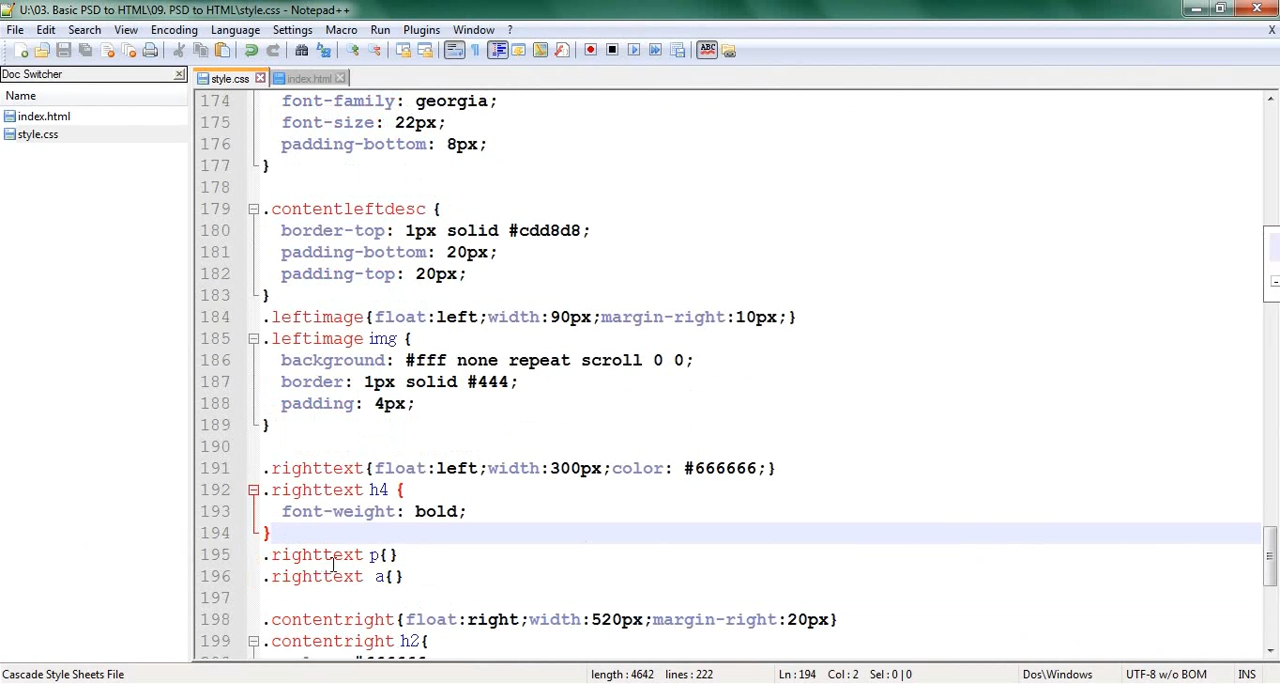 U:\03. Basic PSD to HTML\09. PSD to HTML\style.css - Notepad++
File Edit Search View Encoding Language Settings Macro Run Plugins Window ? X
ABC
Doc Switcher
style.css index.html
Name
index.html
style.css
174 font-family: georgia;
175 font-size: 22px;
176 padding-bottom: 8px;
177 }
178
179 .contentleftdesc {
180 border-top: 1px solid #cdd8d8;
181 padding-bottom: 20px;
182 padding-top: 20px;
183 }
184 .leftimage{float:left;width:90px;margin-right:10px;}
185 .leftimage img {
186 background: #fff none repeat scroll 0 0;
187 border: 1px solid #444;
188 padding: 4px;
189 }
190
191 .righttext{float:left;width:300px;color: #666666;}
192 .righttext h4 {
193 font-weight: bold;
194 }
195 .righttext p{}
196 .righttext a{}
197
198 .contentright{float:right;width:520px;margin-right:20px}
199 .contentright h2{
Cascade Style Sheets File length : 4642 lines : 222 Ln : 194 Col : 2 Sel : 0 | 0 Dos\Windows UTF-8 w/o BOM INS